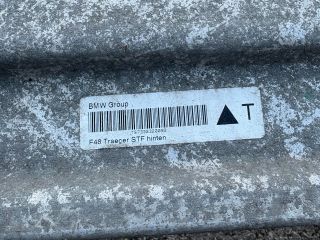 BMW Group
T
F48 Traeger STF hinten